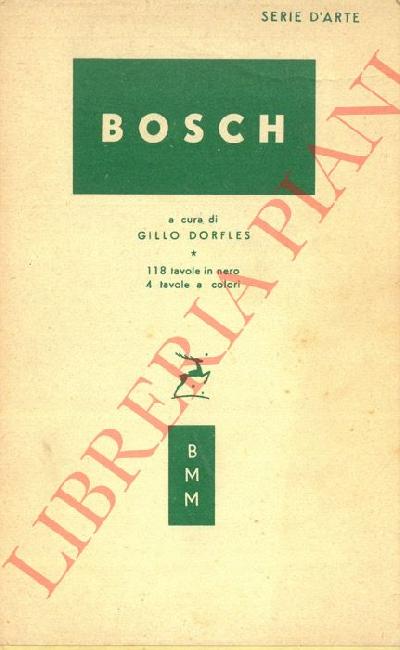 SERIE D'ARTE
BOSCH
a cura di
GILLO DORFLES
*
118 tavole in nero
4 tavole a colori
B
M
M
LIBRERIA PIANI